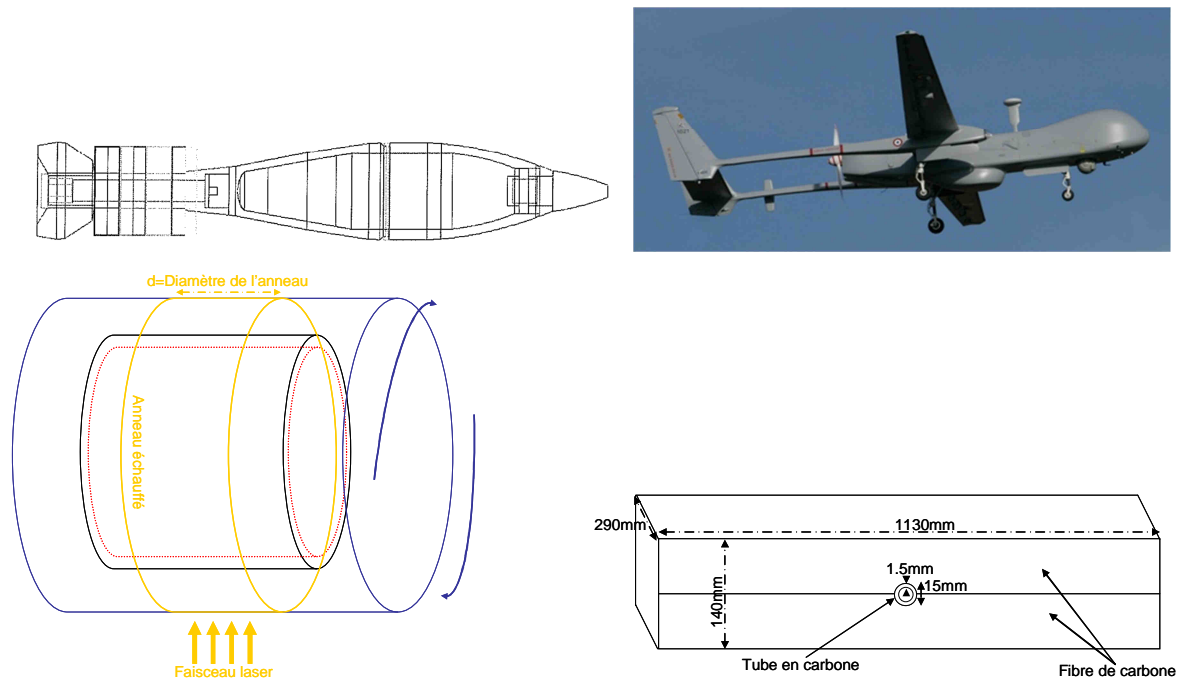 d=Diamètre de l'anneau
Anneau échauffé
Faisceau laser
290mm
1130mm
1.5mm
15mm
140mm
Tube en carbone
Fibre de carbone